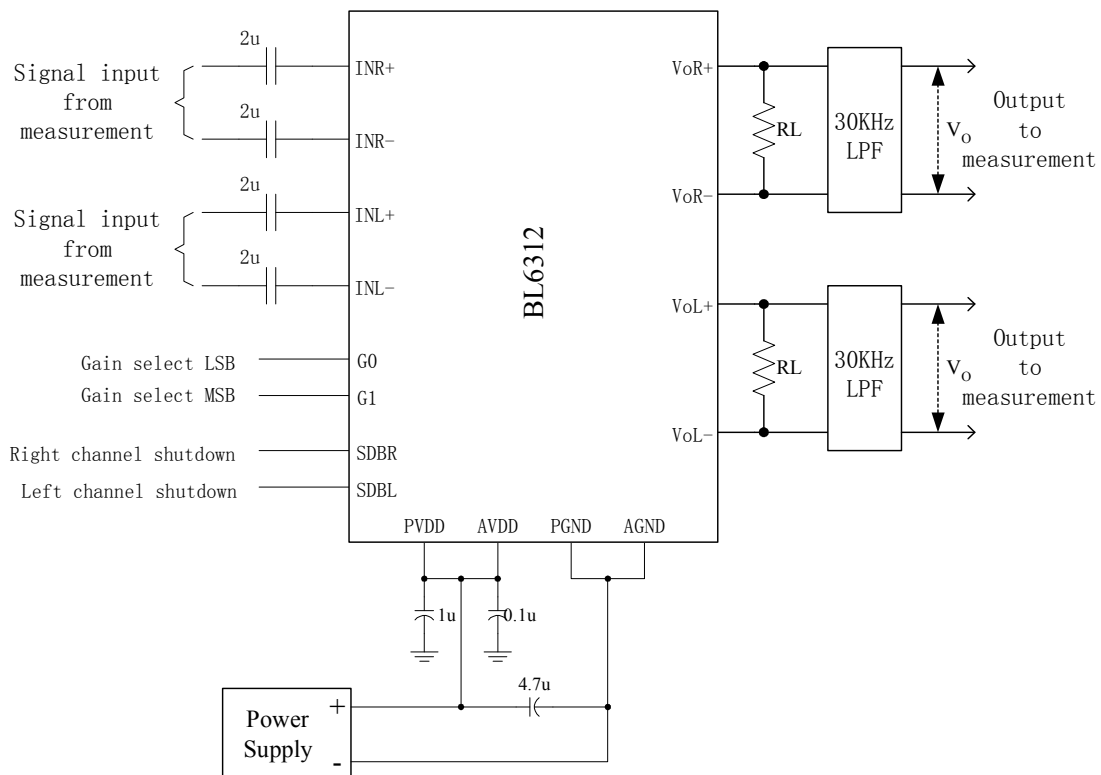 2u
Signal input
from
measurement
INR+
2u
INR-
2u
Signal input
from
measurement
INL+
2u
INL-
Gain select LSB
G0
Gain select MSB
G1
Right channel shutdown
SDBR
Left channel shutdown
SDBL
BL6312
PVDD
AVDD
PGND
AGND
VoR+
RL
30KHz
LPF
VO
Output
to
measurement
VoR-
VoL+
RL
30KHz
LPF
VO
Output
to
measurement
VoL-
1u
0.1u
4.7u
Power
Supply
+
-